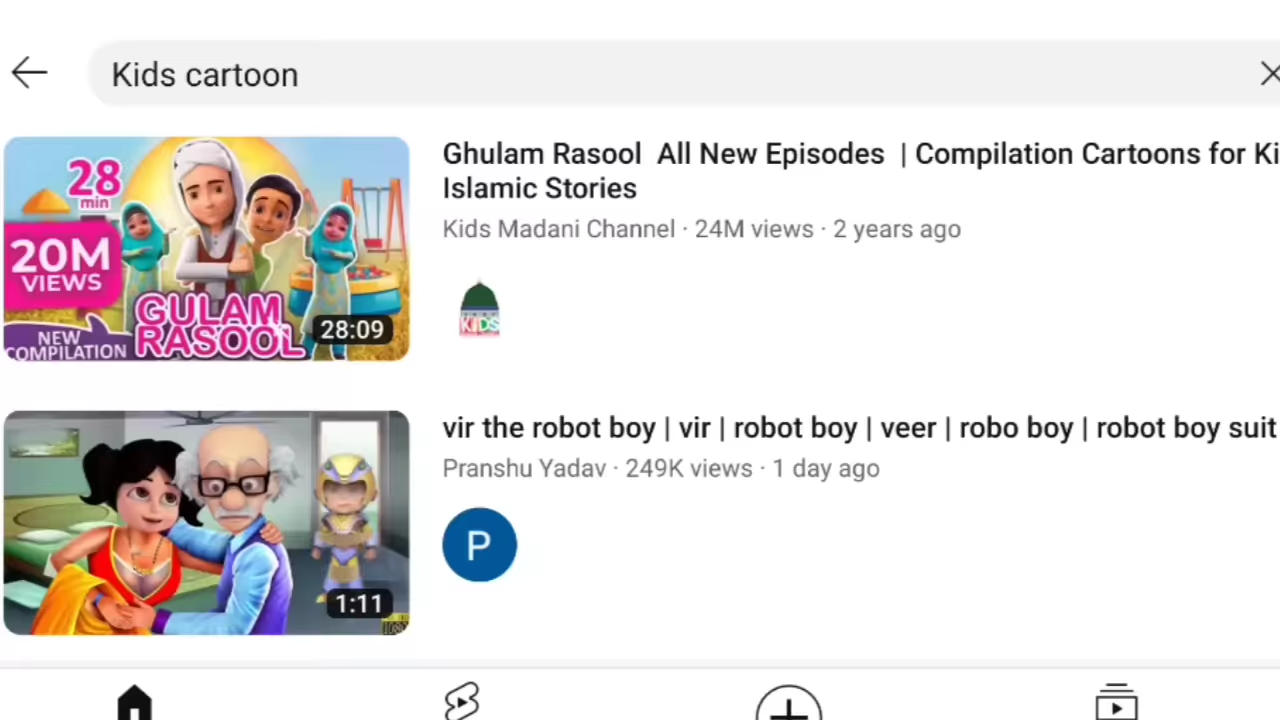 Kids cartoon
28
min
20M
VIEWS
NEW
COMPILATION
GULAM
RASOOL
28:09
Ghulam Rasool All New Episodes | Compilation Cartoons for Ki
Islamic Stories
Kids Madani Channel · 24M views · 2 years ago
KIDS
1:11
vir the robot boy | vir | robot boy | veer | robo boy | robot boy suit
Pranshu Yadav · 249K views · 1 day ago
P